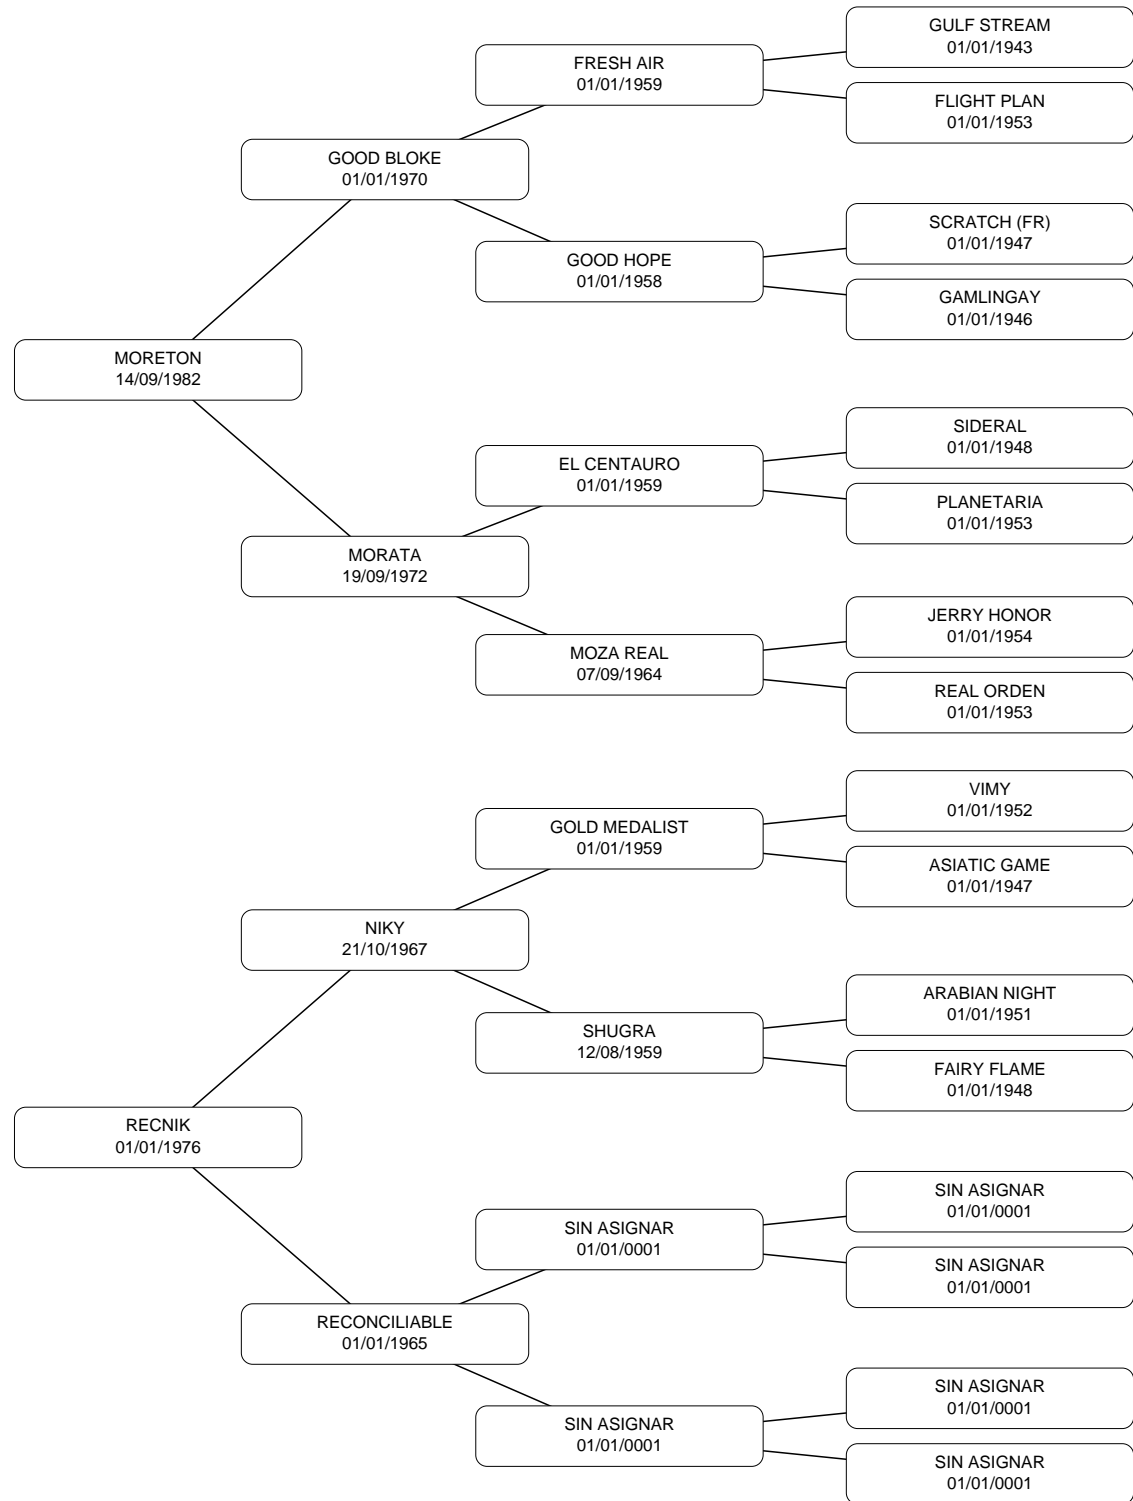 GULF STREAM
01/01/1943
FRESH AIR
01/01/1959
FLIGHT PLAN
01/01/1953
GOOD BLOKE
01/01/1970
SCRATCH (FR)
01/01/1947
GOOD HOPE
01/01/1958
GAMLINGAY
01/01/1946
MORETON
14/09/1982
SIDERAL
01/01/1948
EL CENTAURO
01/01/1959
PLANETARIA
01/01/1953
MORATA
19/09/1972
JERRY HONOR
01/01/1954
MOZA REAL
07/09/1964
REAL ORDEN
01/01/1953
VIMY
01/01/1952
GOLD MEDALIST
01/01/1959
ASIATIC GAME
01/01/1947
NIKY
21/10/1967
ARABIAN NIGHT
01/01/1951
SHUGRA
12/08/1959
FAIRY FLAME
01/01/1948
RECNIK
01/01/1976
SIN ASIGNAR
01/01/0001
SIN ASIGNAR
01/01/0001
SIN ASIGNAR
01/01/0001
RECONCILIABLE
01/01/1965
SIN ASIGNAR
01/01/0001
SIN ASIGNAR
01/01/0001
SIN ASIGNAR
01/01/0001